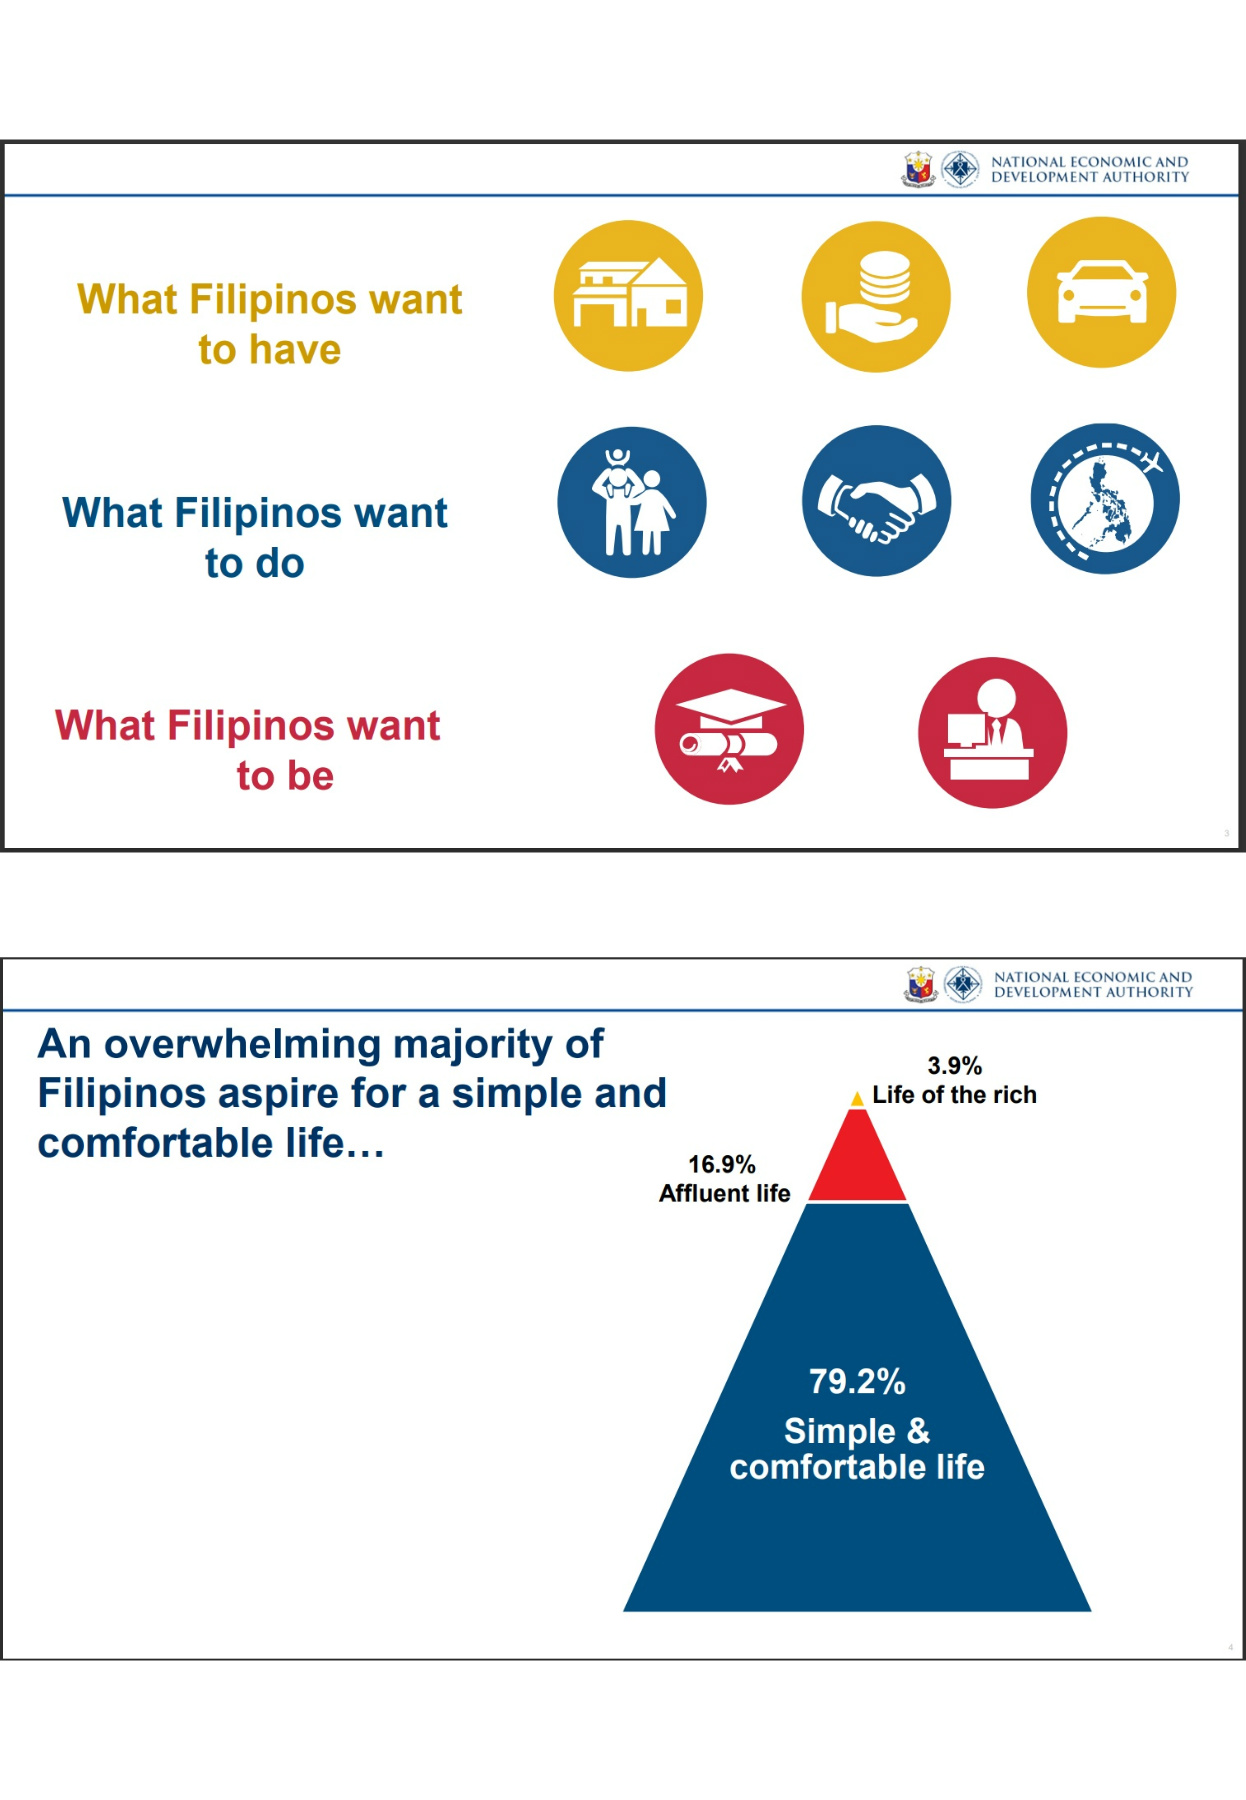 NATIONAL ECONOMIC AND
DEVELOPMENT AUTHORITY
What Filipinos want
to have
What Filipinos want
to do
What Filipinos want
to be
3
NATIONAL ECONOMIC AND
DEVELOPMENT AUTHORITY
An overwhelming majority of
Filipinos aspire for a simple and
comfortable life...
3.9%
Life of the rich
16.9%
Affluent life
79.2%
Simple &
comfortable life
4